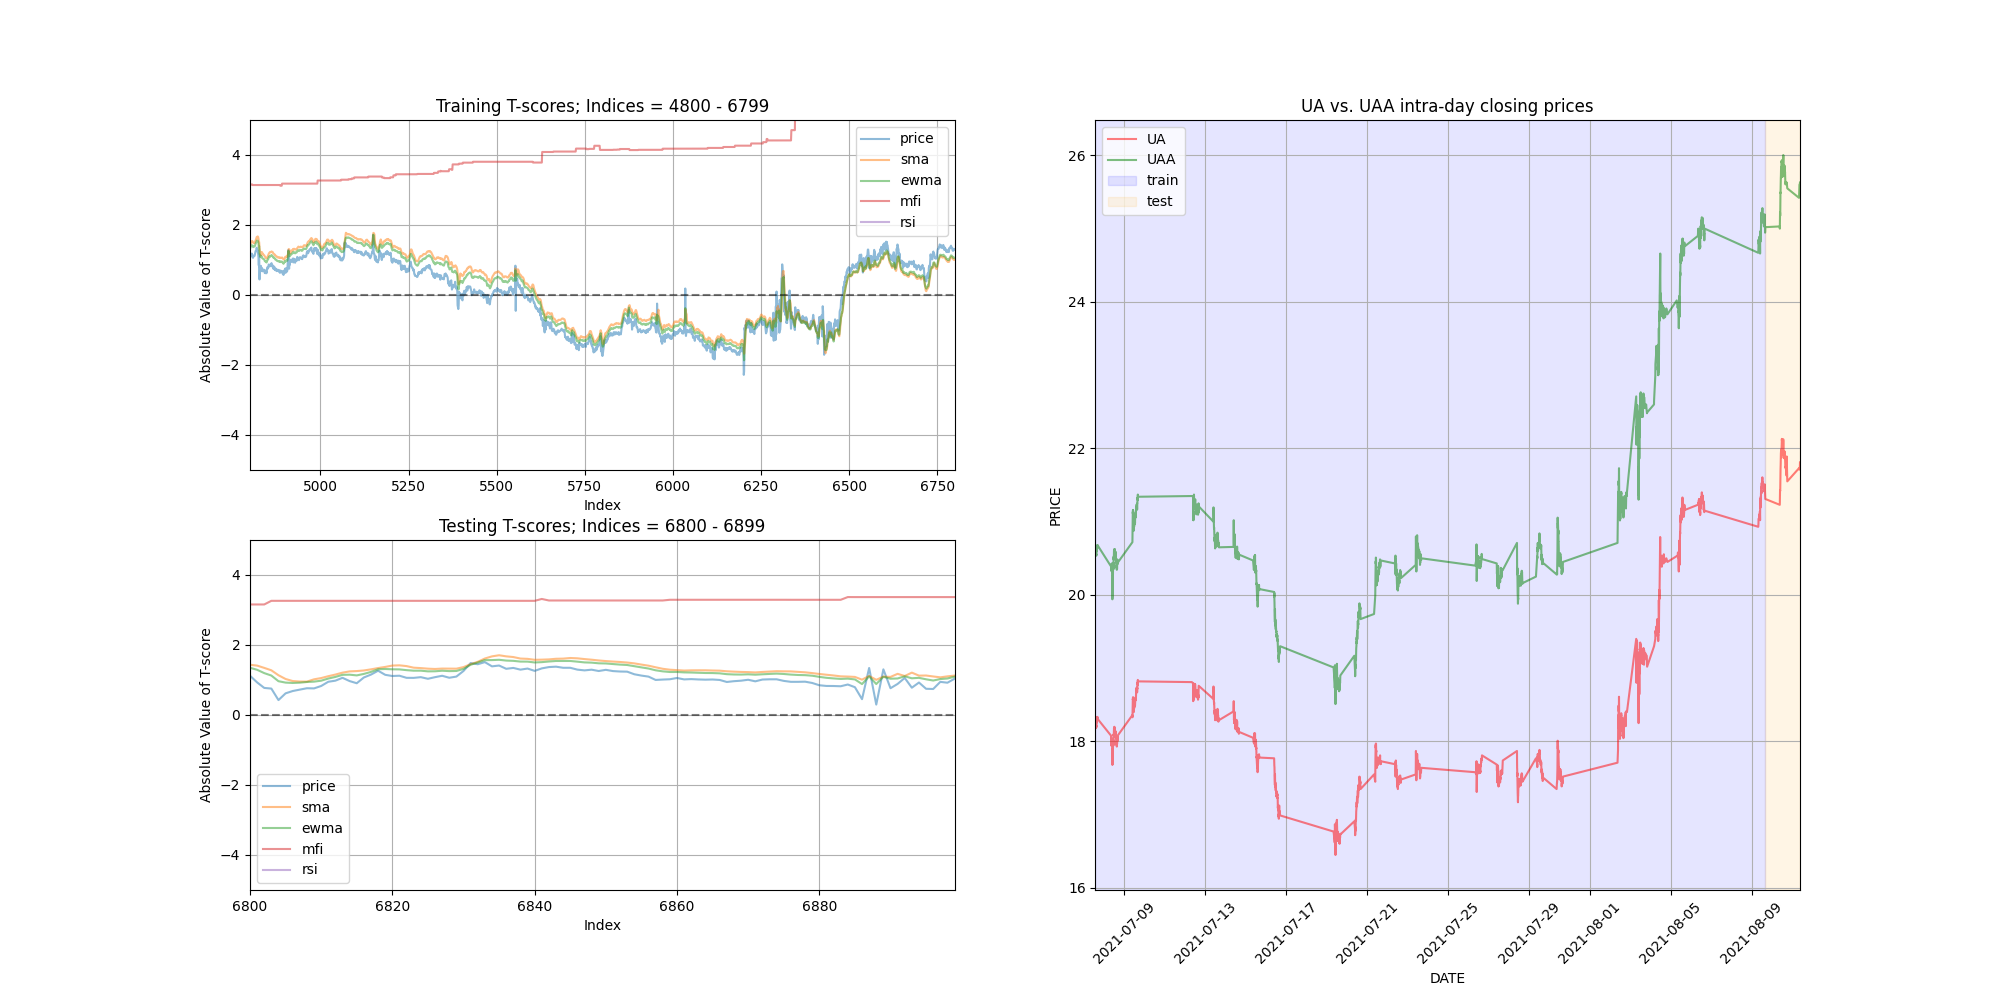 Training T-scores; Indices = 4800 - 6799
Absolute Value of T-score
4
2
0
−2
−4
price
sma
ewma
mfi
rsi
5000 5250 5500 5750 6000 6250 6500 6750
Index
Testing T-scores; Indices = 6800 - 6899
Absolute Value of T-score
4
2
0
−2
−4
price
sma
ewma
mfi
rsi
6800 6820 6840 6860 6880
Index
UA vs. UAA intra-day closing prices
PRICE
26
24
22
20
18
16
UA
UAA
train
test
2021-07-09 2021-07-13 2021-07-17 2021-07-21 2021-07-25 2021-07-29 2021-08-01 2021-08-05 2021-08-09
DATE